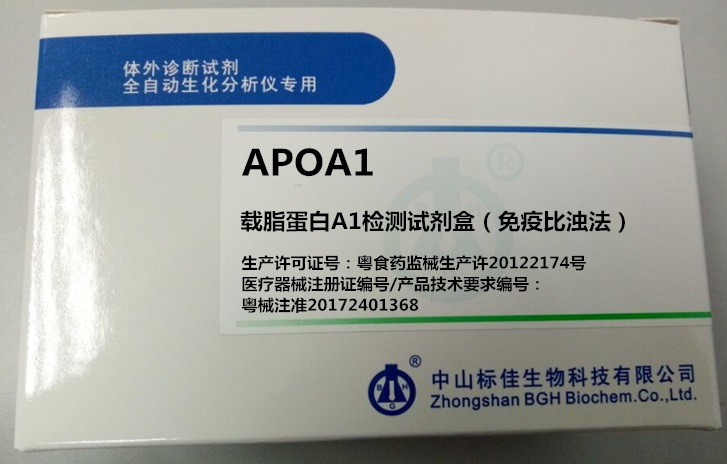 体外诊断试剂
全自动生化分析仪专用
APOA1
载脂蛋白A1检测试剂盒（免疫比浊法）
生产许可证号：粤食药监械生产许20122174号
医疗器械注册证编号/产品技术要求编号：
粤械注准20172401368
B G H ®
中山标佳生物科技有限公司
Zhongshan BGH Biochem.Co.,Ltd.